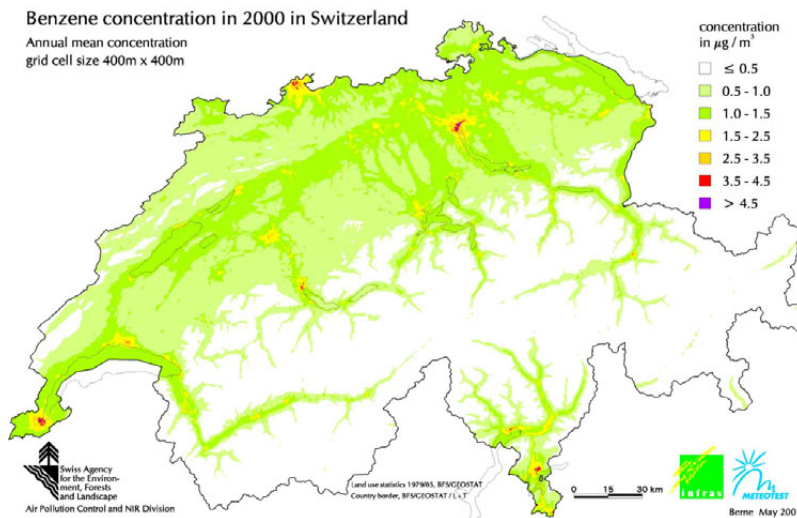 Benzene concentration in 2000 in Switzerland
Annual mean concentration
grid cell size 400m x 400m
concentration
in µg / m³
≤ 0.5
0.5 - 1.0
1.0 - 1.5
1.5 - 2.5
2.5 - 3.5
3.5 - 4.5
> 4.5
Swiss Agency
for the Environ-
ment, Forests
and Landscape
Air Pollution Control and NIR Division
Land use statistics 1979/85, BFS/GEOSTAT
Country border, BFS/GEOSTAT / L+T
0 15 30 km
infras
METEOTEST
Berne May 200